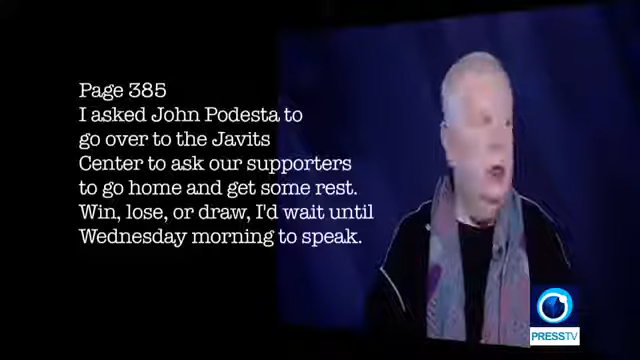 Page 385
I asked John Podesta to
go over to the Javits
Center to ask our supporters
to go home and get some rest.
Win, lose, or draw, I'd wait until
Wednesday morning to speak.
PRESSTV